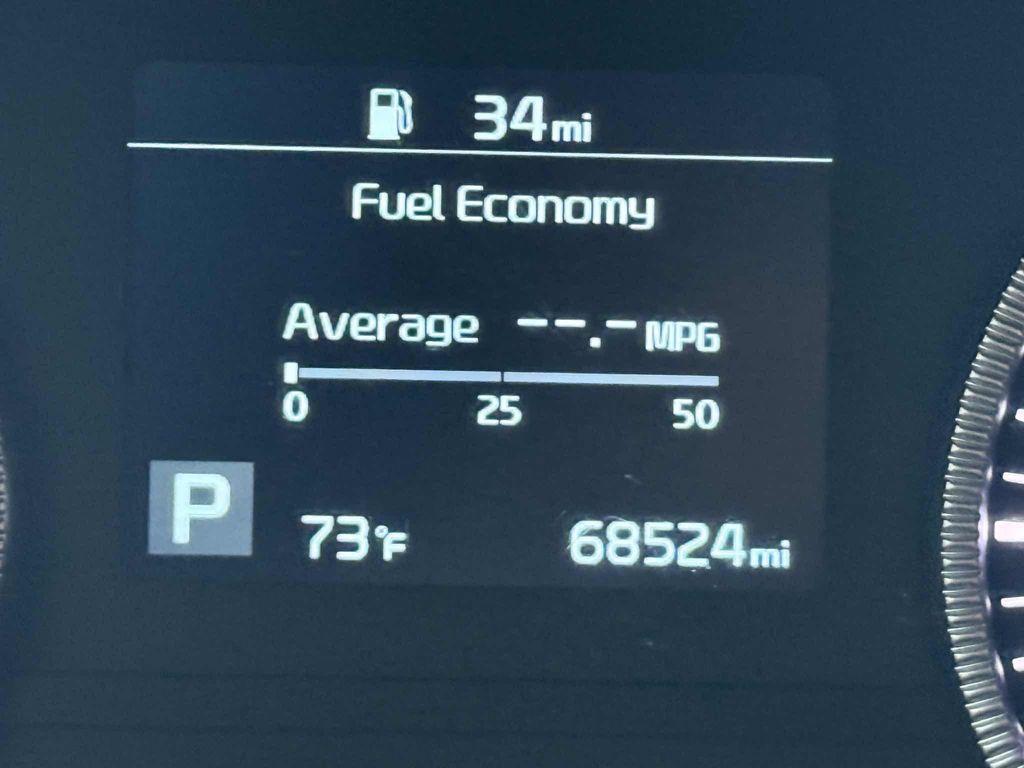 34mi
Fuel Economy
Average --.- MPG
0 25 50
P 73°F 68524mi